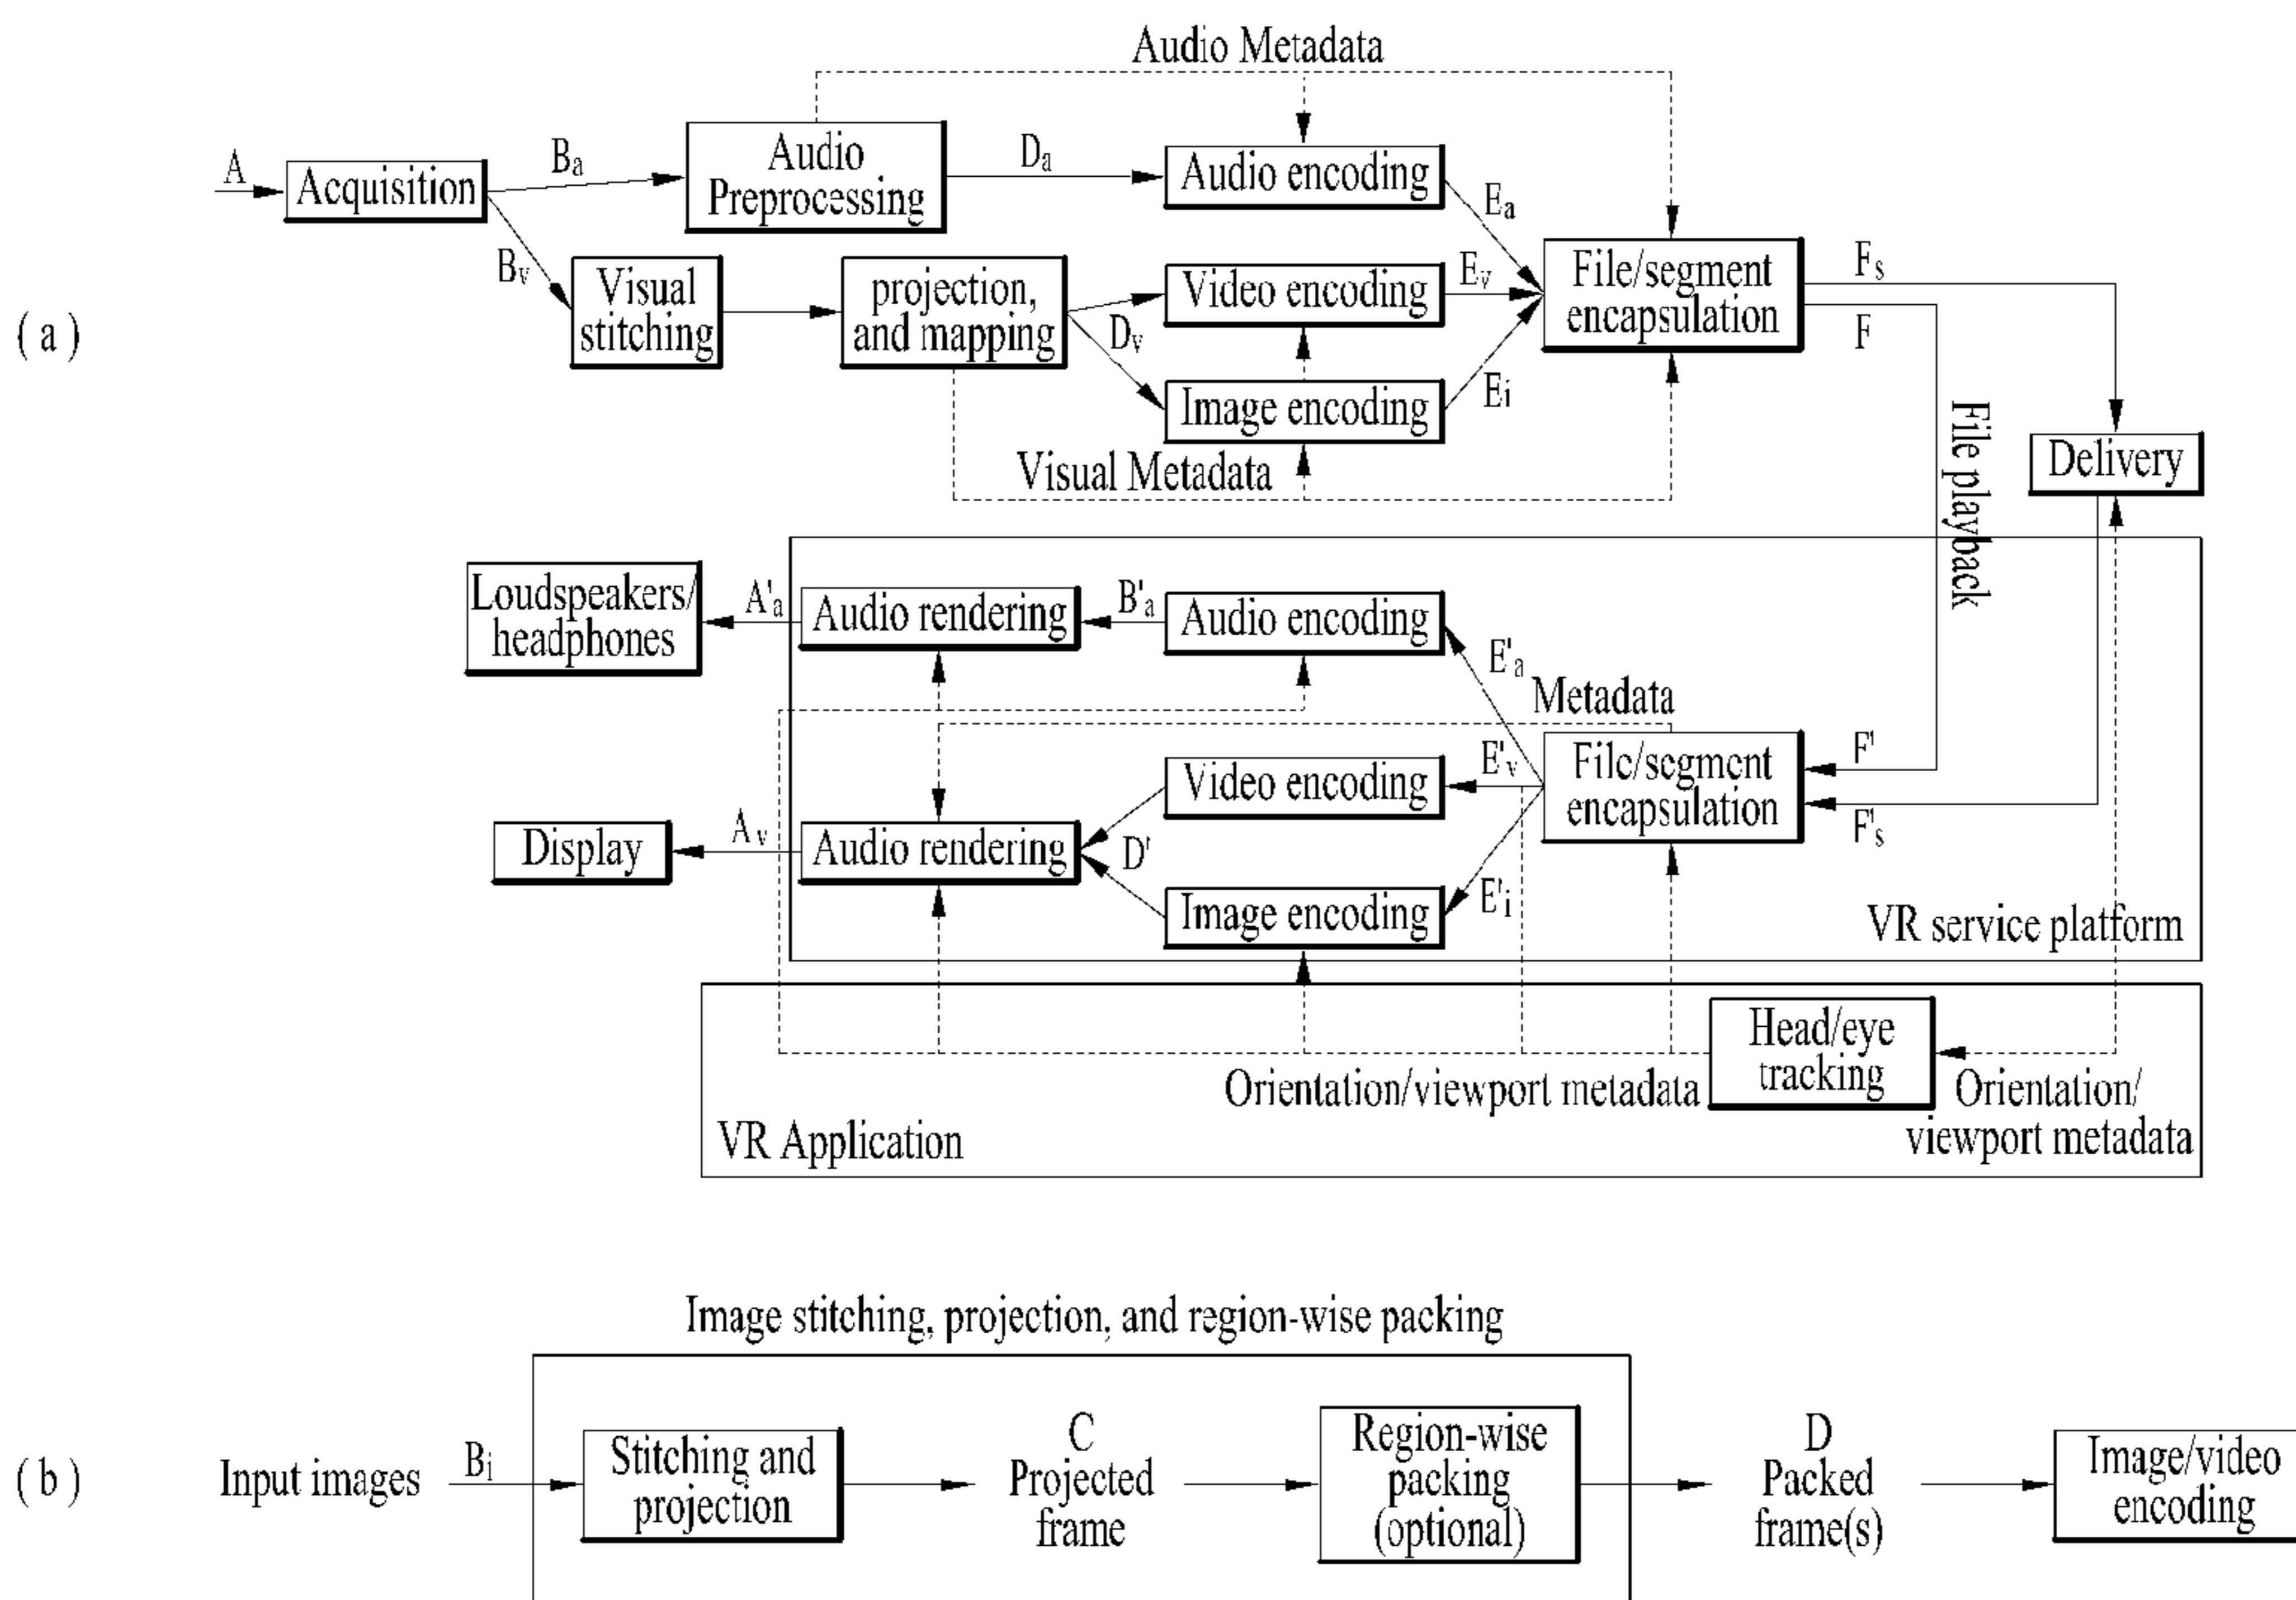 Audio Metadata
A
Acquisition
Ba
Audio
Preprocessing
Da
Audio encoding
Ea
Bv
Visual
stitching
projection,
and mapping
Dv
Video encoding
Ev
Image encoding
Ei
Visual Metadata
File/segment
encapsulation
Fs
F
File playback
Delivery
( a )
Loudspeakers/
headphones
A'a
Audio rendering
B'a
Audio encoding
E'a
Metadata
Display
Av
Audio rendering
D'
Video encoding
E'v
Image encoding
E'i
File/segment
encapsulation
F'
F's
VR service platform
Head/eye
tracking
Orientation/viewport metadata
Orientation/
viewport metadata
VR Application
Image stitching, projection, and region-wise packing
( b )
Input images
Bi
Stitching and
projection
C
Projected
frame
Region-wise
packing
(optional)
D
Packed
frame(s)
Image/video
encoding